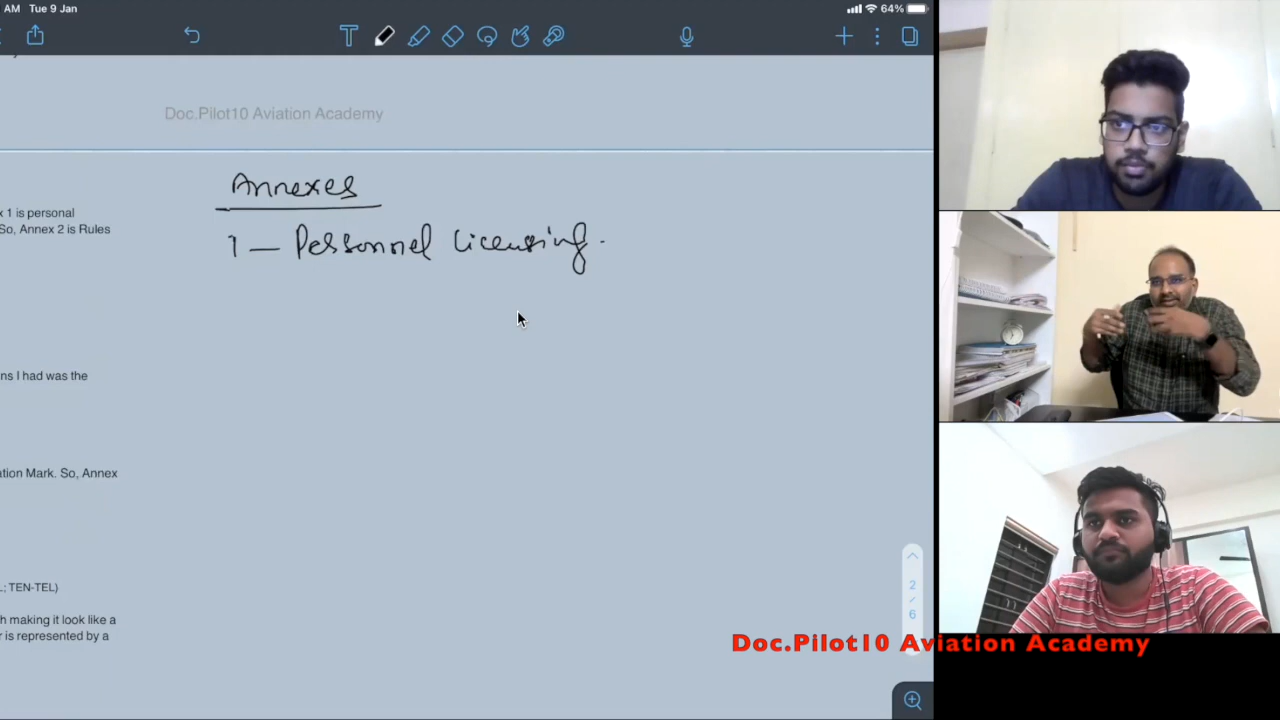 AM Tue 9 Jan 64%
T
Doc.Pilot10 Aviation Academy
Annexes
1 — Personnel Licensing.
x 1 is personal
So, Annex 2 is Rules
ns I had was the
ation Mark. So, Annex
L; TEN-TEL)
h making it look like a
r is represented by a
2
6
Doc.Pilot10 Aviation Academy